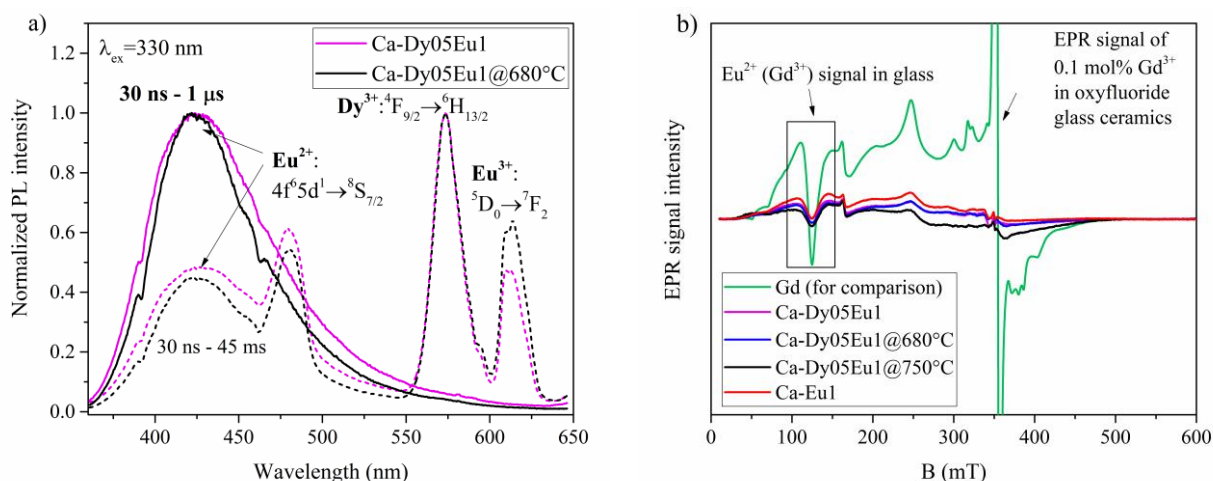 a)
λex=330 nm
Ca-Dy05Eu1
Ca-Dy05Eu1@680°C
30 ns - 1 μs
Dy³⁺:⁴F9/2→⁶H13/2
Eu²⁺:
4f⁶5d¹→⁸S7/2
Eu³⁺:
⁵D0→⁷F2
30 ns - 45 ms
Normalized PL intensity
1.2
1.0
0.8
0.6
0.4
0.2
0.0
400 450 500 550 600 650
Wavelength (nm)
b)
Eu²⁺ (Gd³⁺) signal in glass
EPR signal of
0.1 mol% Gd³⁺
in oxyfluoride
glass ceramics
EPR signal intensity
Gd (for comparison)
Ca-Dy05Eu1
Ca-Dy05Eu1@680°C
Ca-Dy05Eu1@750°C
Ca-Eu1
0 100 200 300 400 500 600
B (mT)